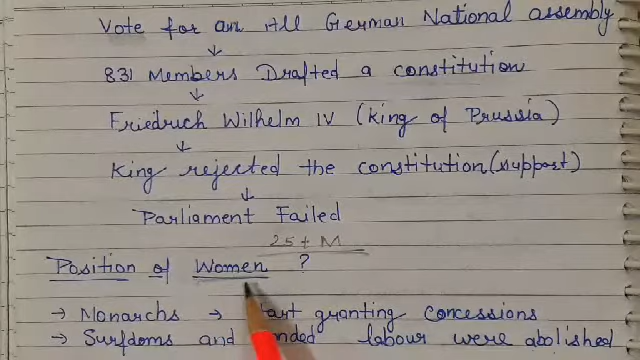 Vote for an All German National assembly
↓
831 Members Drafted a constitution
↓
Friedrich Wilhelm IV (King of Prussia)
↓
King rejected the constitution (support)
↓
Parliament Failed
25+ M
Position of Women ?
→ Monarchs → start granting concessions
→ Surfdoms and labour were abolished